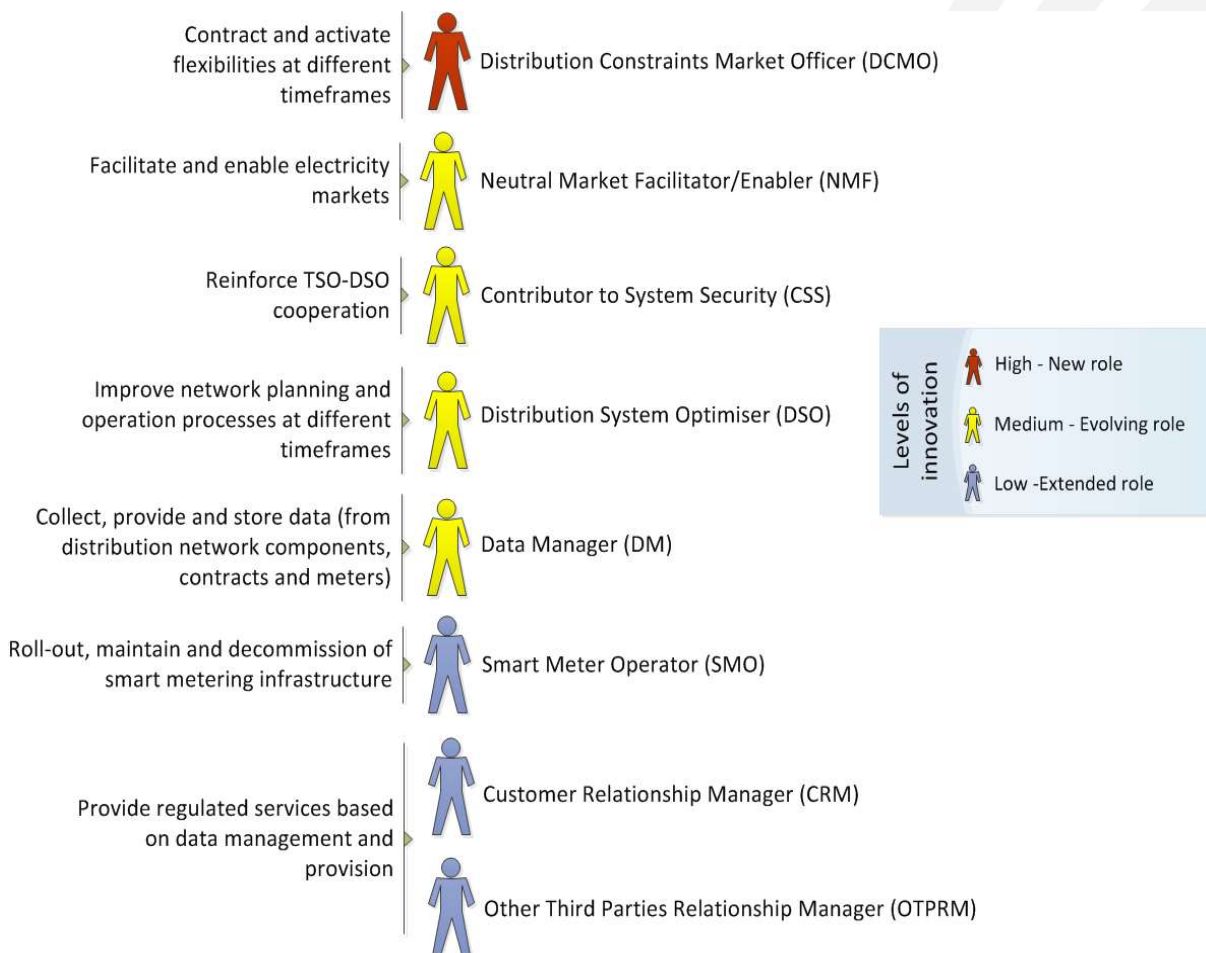 Contract and activate
flexibilities at different
timeframes
Distribution Constraints Market Officer (DCMO)
Facilitate and enable electricity
markets
Neutral Market Facilitator/Enabler (NMF)
Reinforce TSO-DSO
cooperation
Contributor to System Security (CSS)
Improve network planning and
operation processes at different
timeframes
Distribution System Optimiser (DSO)
Collect, provide and store data (from
distribution network components,
contracts and meters)
Data Manager (DM)
Roll-out, maintain and decommission of
smart metering infrastructure
Smart Meter Operator (SMO)
Provide regulated services based
on data management and
provision
Customer Relationship Manager (CRM)
Other Third Parties Relationship Manager (OTPRM)
Levels of
innovation
High - New role
Medium - Evolving role
Low -Extended role